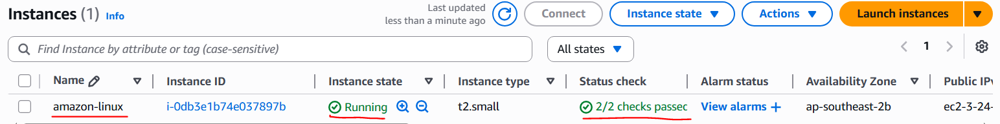 Instances (1) Info
Last updated
less than a minute ago
Connect
Instance state
Actions
Launch instances
Find Instance by attribute or tag (case-sensitive)
All states
1
Name Instance ID Instance state Instance type Status check Alarm status Availability Zone Public IPv
amazon-linux i-0db3e1b74e037897b Running t2.small 2/2 checks passec View alarms + ap-southeast-2b ec2-3-24-